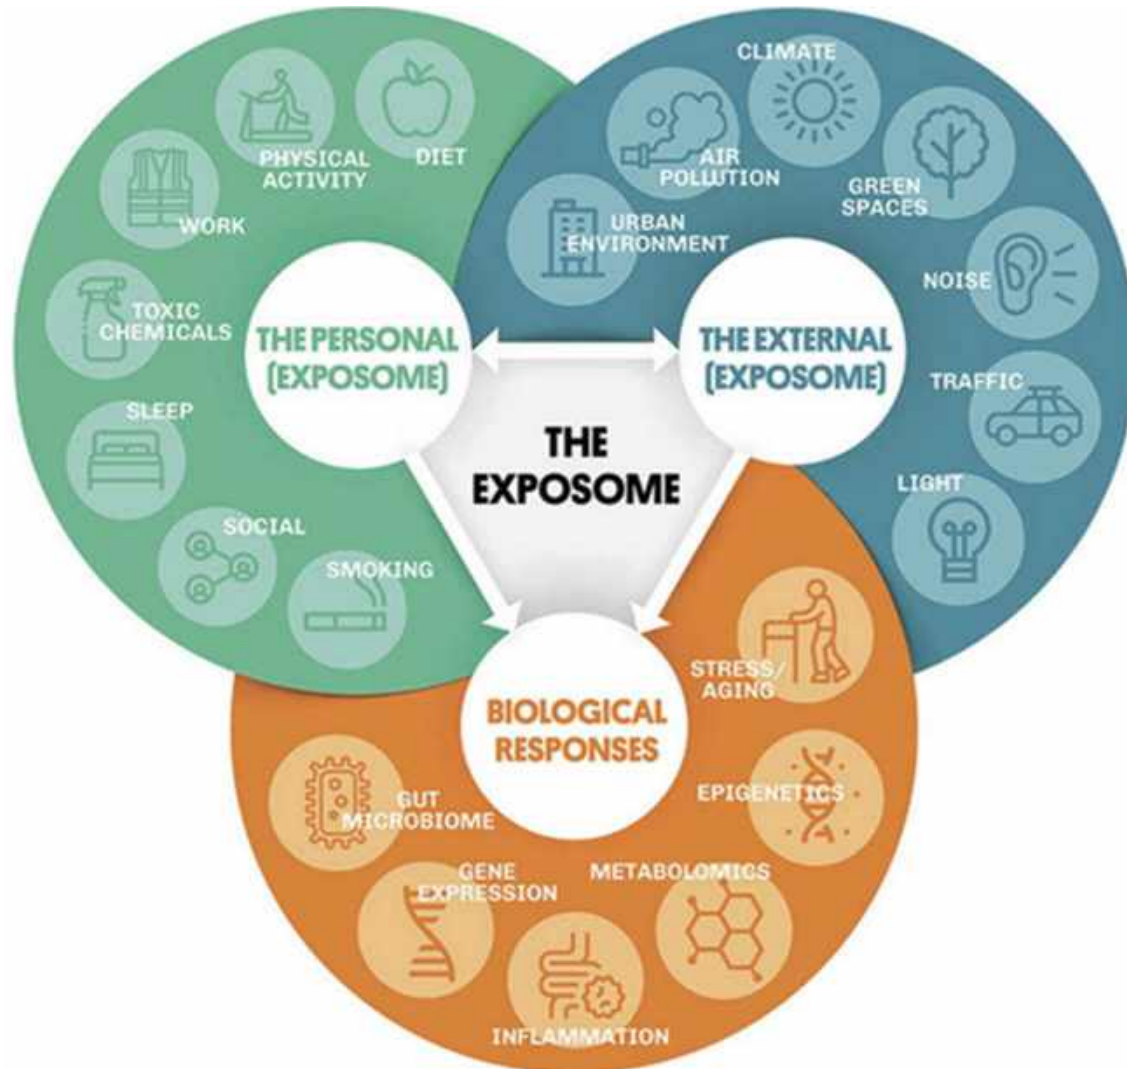 DIET
PHYSICAL
ACTIVITY
WORK
TOXIC
CHEMICALS
SLEEP
SOCIAL
SMOKING
THE PERSONAL
(EXPOSOME)
CLIMATE
AIR
POLLUTION
URBAN
ENVIRONMENT
GREEN
SPACES
NOISE
TRAFFIC
LIGHT
THE EXTERNAL
(EXPOSOME)
THE
EXPOSOME
BIOLOGICAL
RESPONSES
STRESS/
AGING
EPIGENETICS
METABOLOMICS
INFLAMMATION
GENE
EXPRESSION
GUT
MICROBIOME